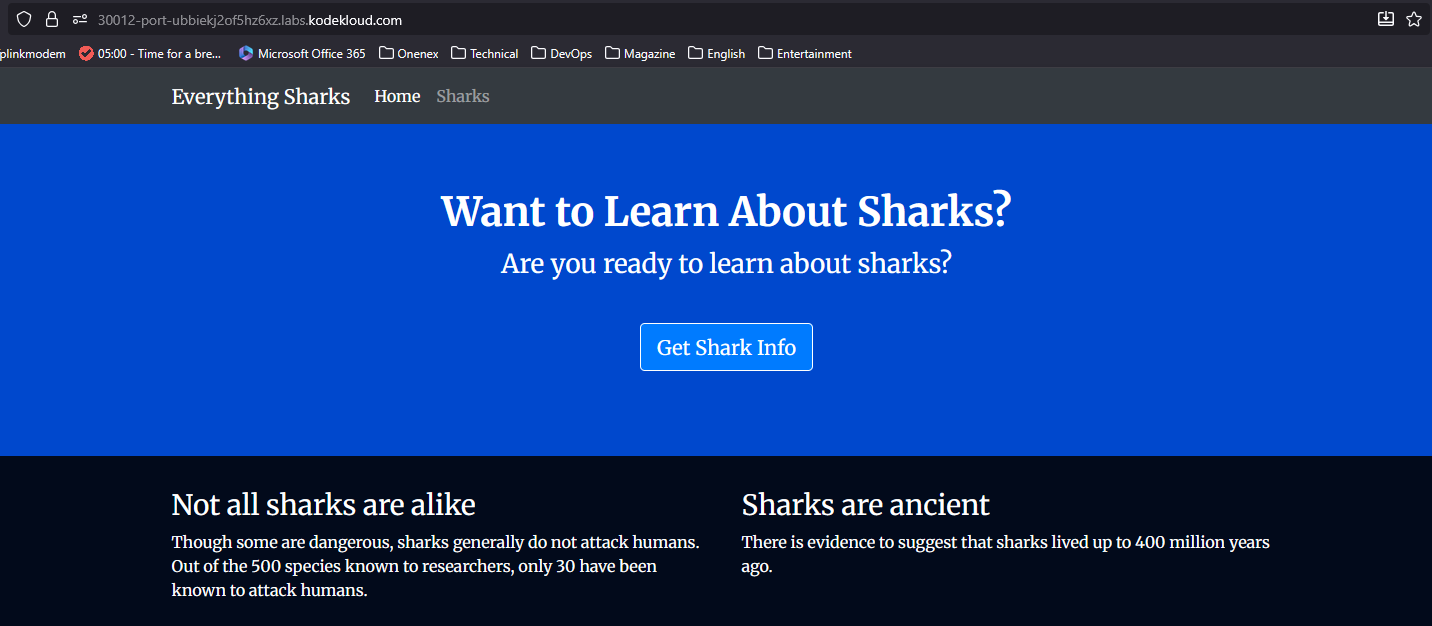 30012-port-ubbiekj2of5hz6xz.labs.kodekloud.com
plinkmodem 05:00 - Time for a bre... Microsoft Office 365 Onenex Technical DevOps Magazine English Entertainment
Everything Sharks Home Sharks
Want to Learn About Sharks?
Are you ready to learn about sharks?
Get Shark Info
Not all sharks are alike
Though some are dangerous, sharks generally do not attack humans.
Out of the 500 species known to researchers, only 30 have been
known to attack humans.
Sharks are ancient
There is evidence to suggest that sharks lived up to 400 million years
ago.